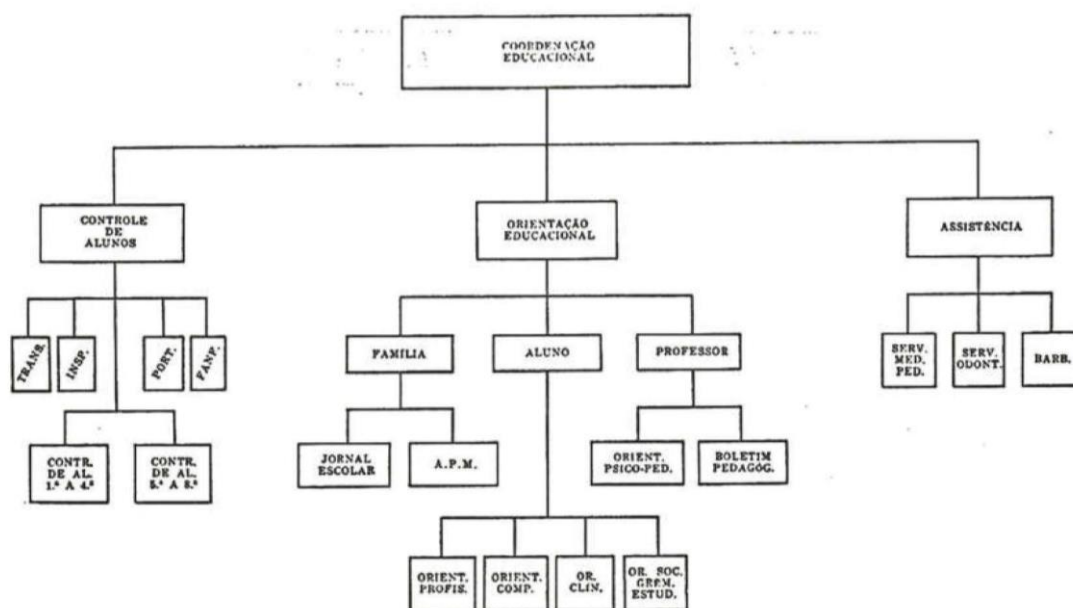 COORDENAÇÃO
EDUCACIONAL
CONTROLE
DE
ALUNOS
ORIENTAÇÃO
EDUCACIONAL
ASSISTÊNCIA
TRANS.
INSP.
PORT.
FANF.
FAMÍLIA
ALUNO
PROFESSOR
SERV.
MED.
PED.
SERV.
ODONT.
BARB.
CONTR.
DE AL.
1.ª A 4.ª
CONTR.
DE AL.
5.ª A 8.ª
JORNAL
ESCOLAR
A.P.M.
ORIENT.
PSICO-PED.
BOLETIM
PEDAGÓG.
ORIENT.
PROFIS.
ORIENT.
COMP.
OR.
CLIN.
OR. SOC.
GREM.
ESTUD.